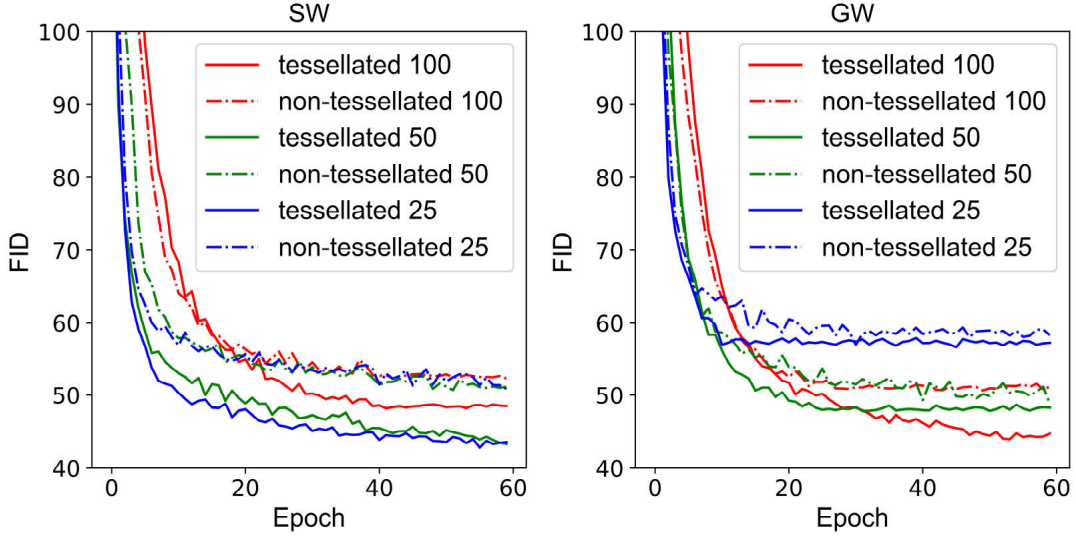 SW
100
90
80
70
60
50
40
FID
0
20
40
60
Epoch
tessellated 100
non-tessellated 100
tessellated 50
non-tessellated 50
tessellated 25
non-tessellated 25
GW
100
90
80
70
60
50
40
FID
0
20
40
60
Epoch
tessellated 100
non-tessellated 100
tessellated 50
non-tessellated 50
tessellated 25
non-tessellated 25